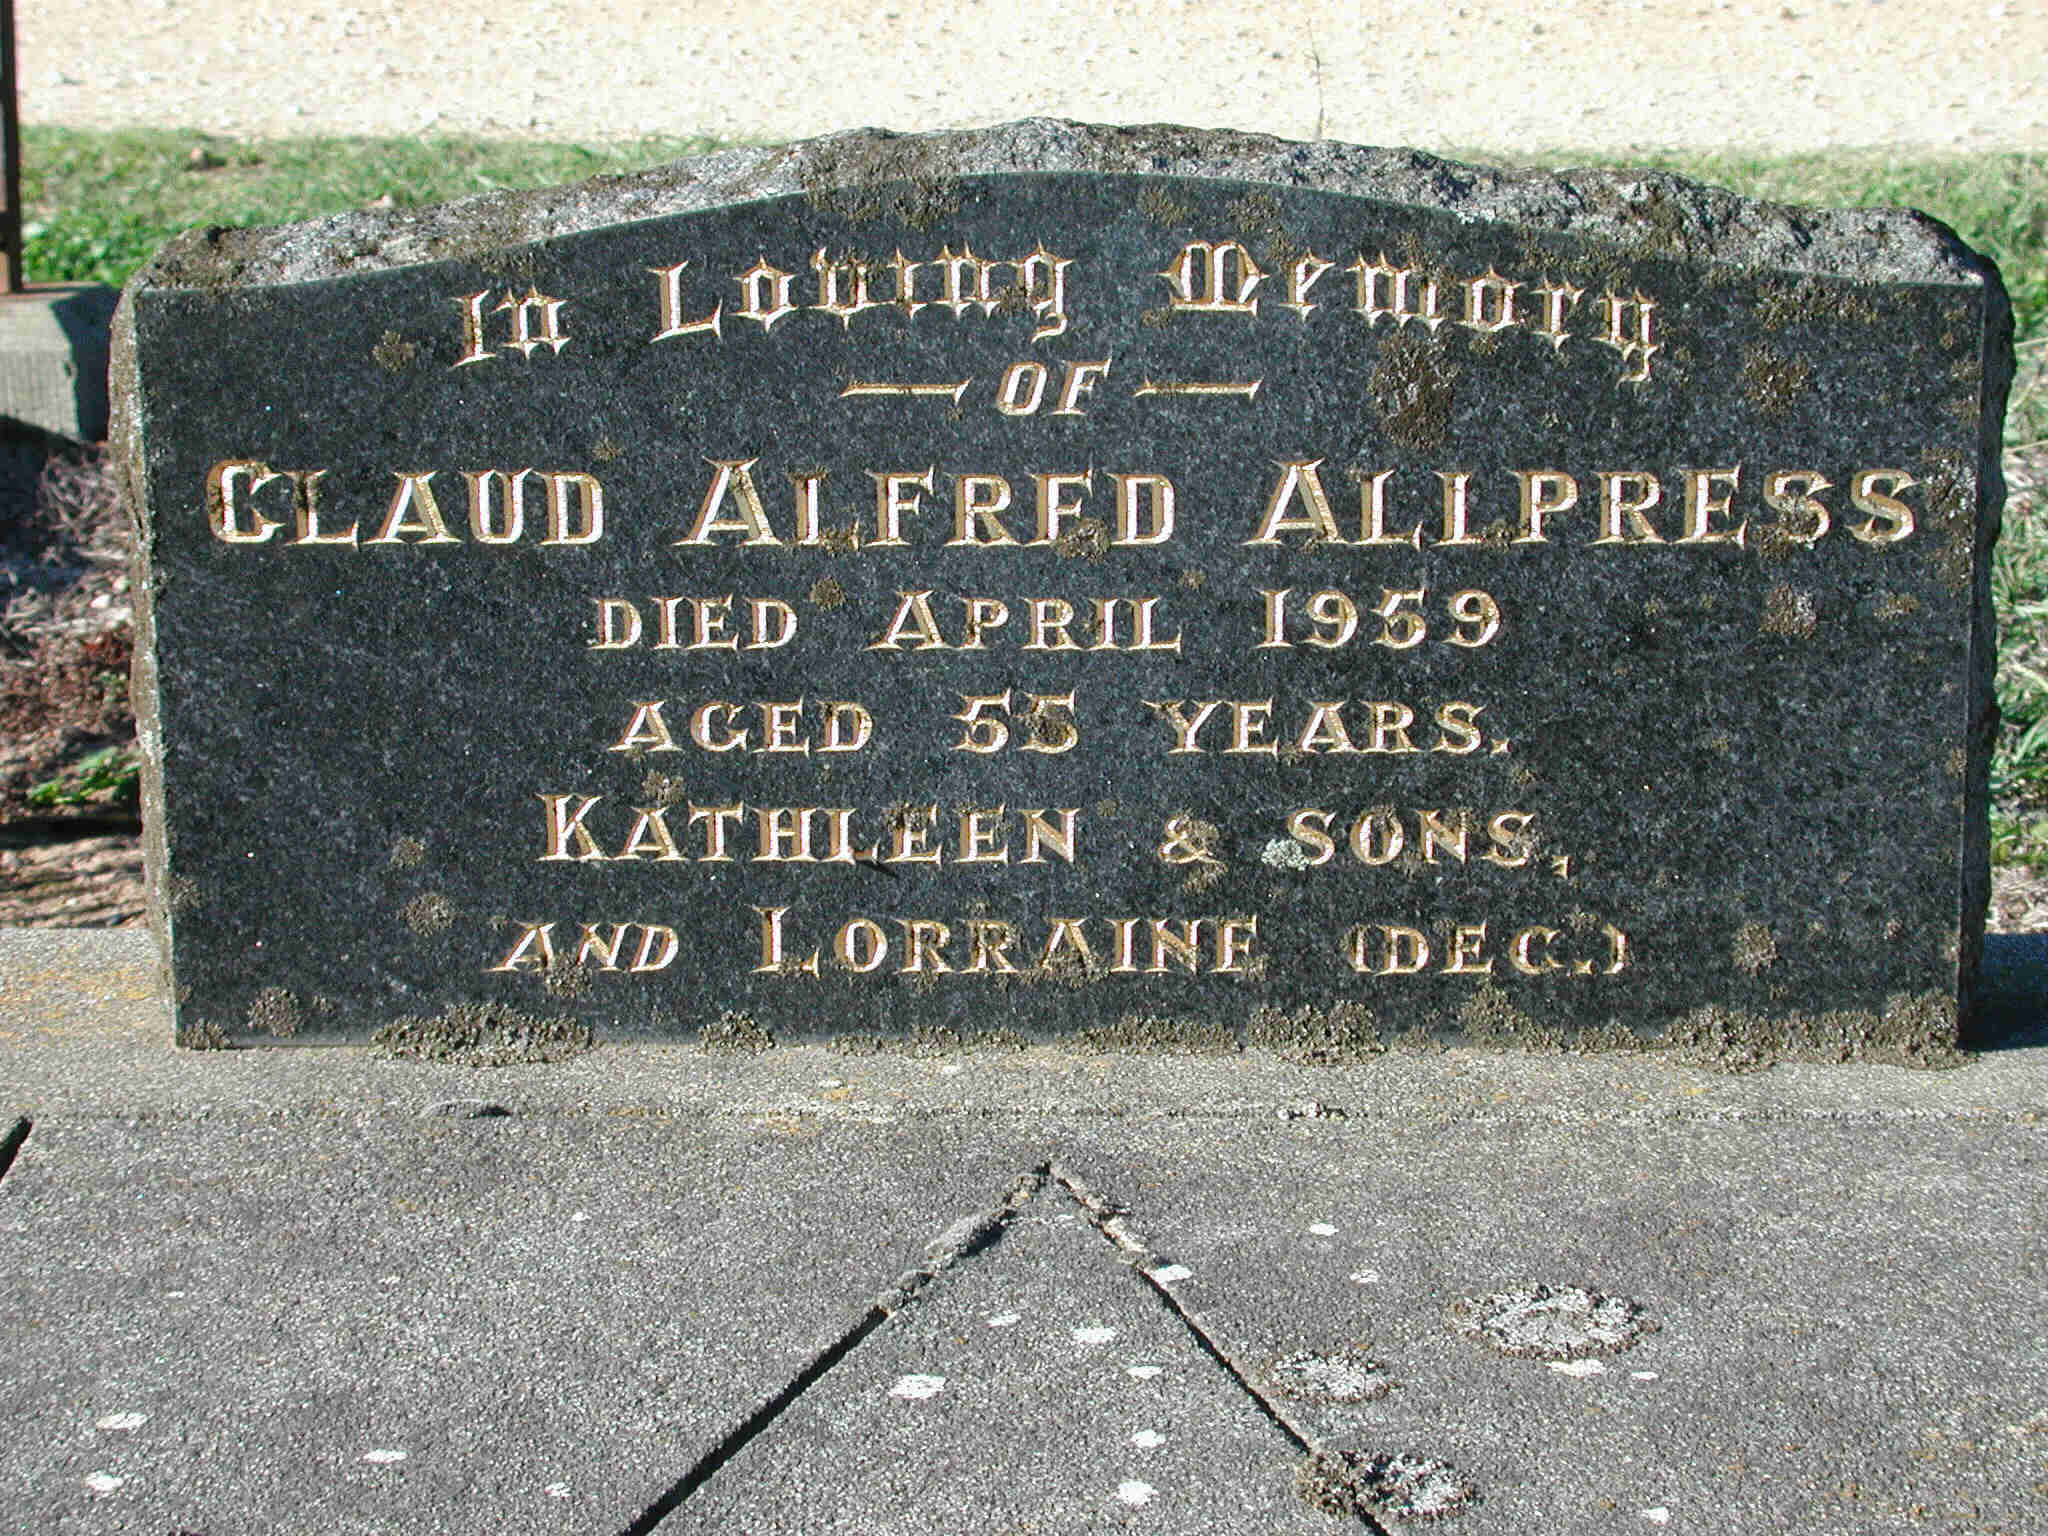 In Loving Memory
— OF —
CLAUD ALFRED ALLPRESS
DIED APRIL 1959
AGED 55 YEARS.
KATHLEEN & SONS,
AND LORRAINE (DEC.)